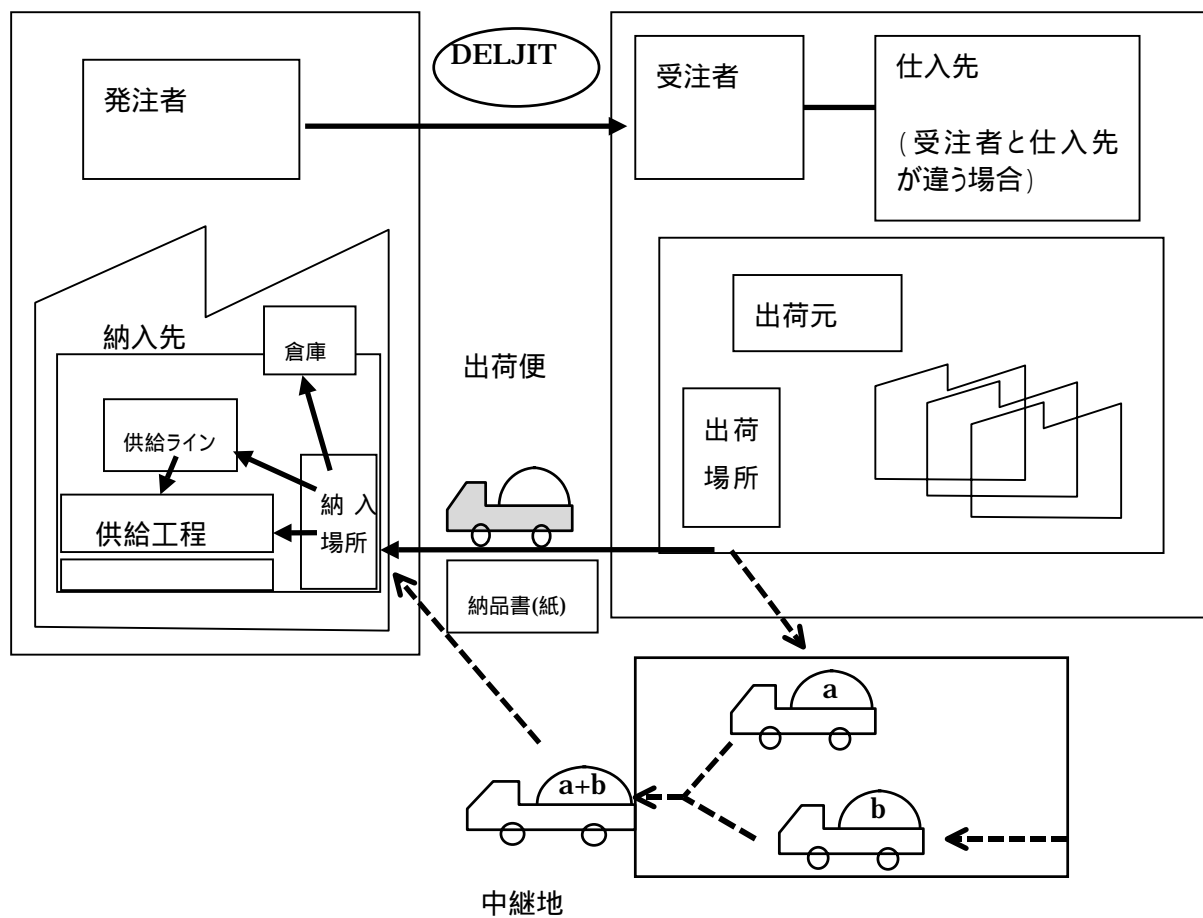 DELJIT
発注者
受注者
仕入先
(受注者と仕入先
が違う場合)
出荷元
納入先
倉庫
出荷便
供給ライン
出荷
場所
納入
場所
供給工程
納品書(紙)
a
a+b
b
中継地